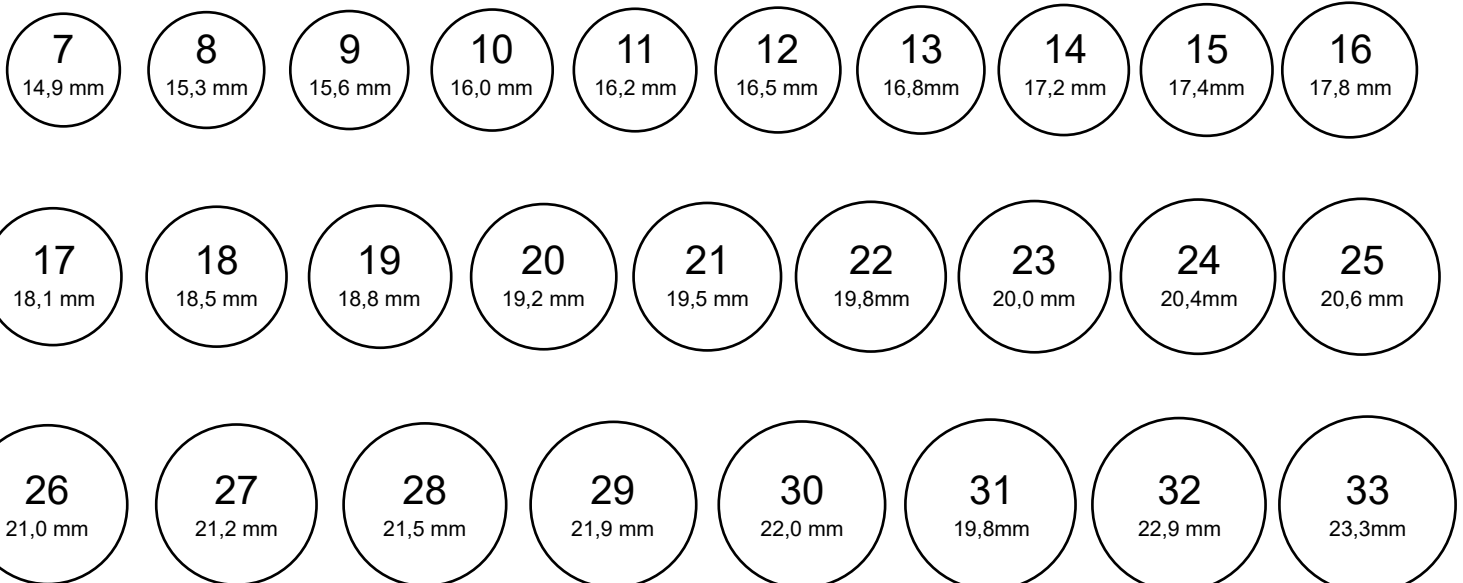 7 8 9 10 11 12 13 14 15 16
14,9 mm 15,3 mm 15,6 mm 16,0 mm 16,2 mm 16,5 mm 16,8mm 17,2 mm 17,4mm 17,8 mm
17 18 19 20 21 22 23 24 25
18,1 mm 18,5 mm 18,8 mm 19,2 mm 19,5 mm 19,8mm 20,0 mm 20,4mm 20,6 mm
26 27 28 29 30 31 32 33
21,0 mm 21,2 mm 21,5 mm 21,9 mm 22,0 mm 19,8mm 22,9 mm 23,3mm